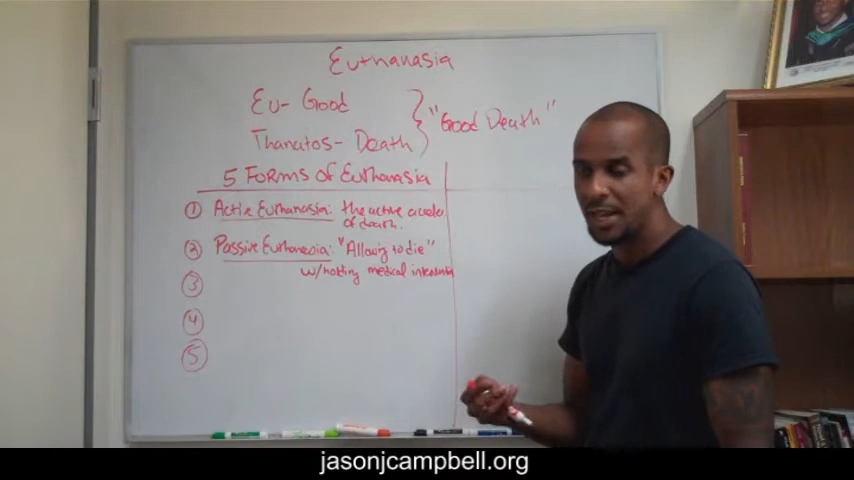 Euthanasia
Eu- Good
Thanatos- Death } "Good Death"
5 Forms of Euthanasia
① Active Euthanasia: the active
of death.
② Passive Euthanasia: "Allowing to die"
w/holding medical
③
④
⑤
jasonjcampbell.org